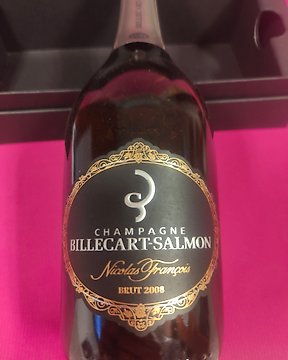 CHAMPAGNE
BILLECART-SALMON
Nicolas François
BRUT 2008